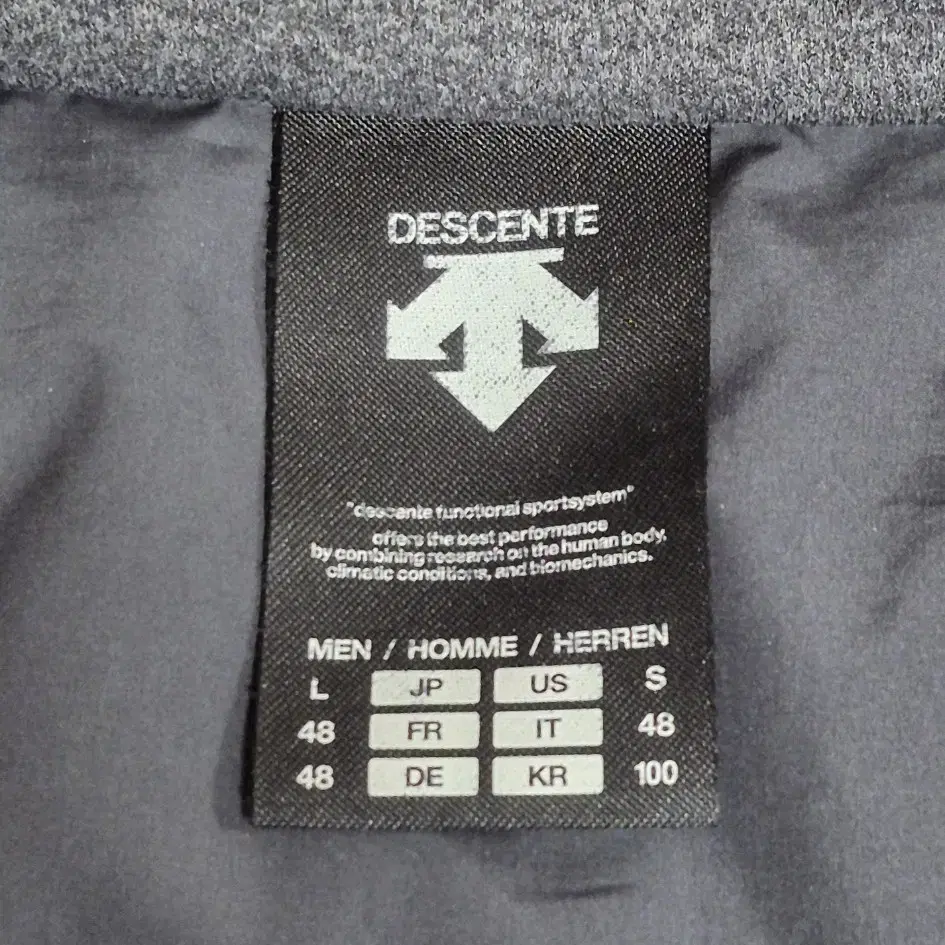 DESCENTE
"descente functional sportsystem"
offers the best performance
by combining research on the human body,
climatic conditions, and biomechanics.
MEN / HOMME / HERREN
L JP US S
48 FR IT 48
48 DE KR 100